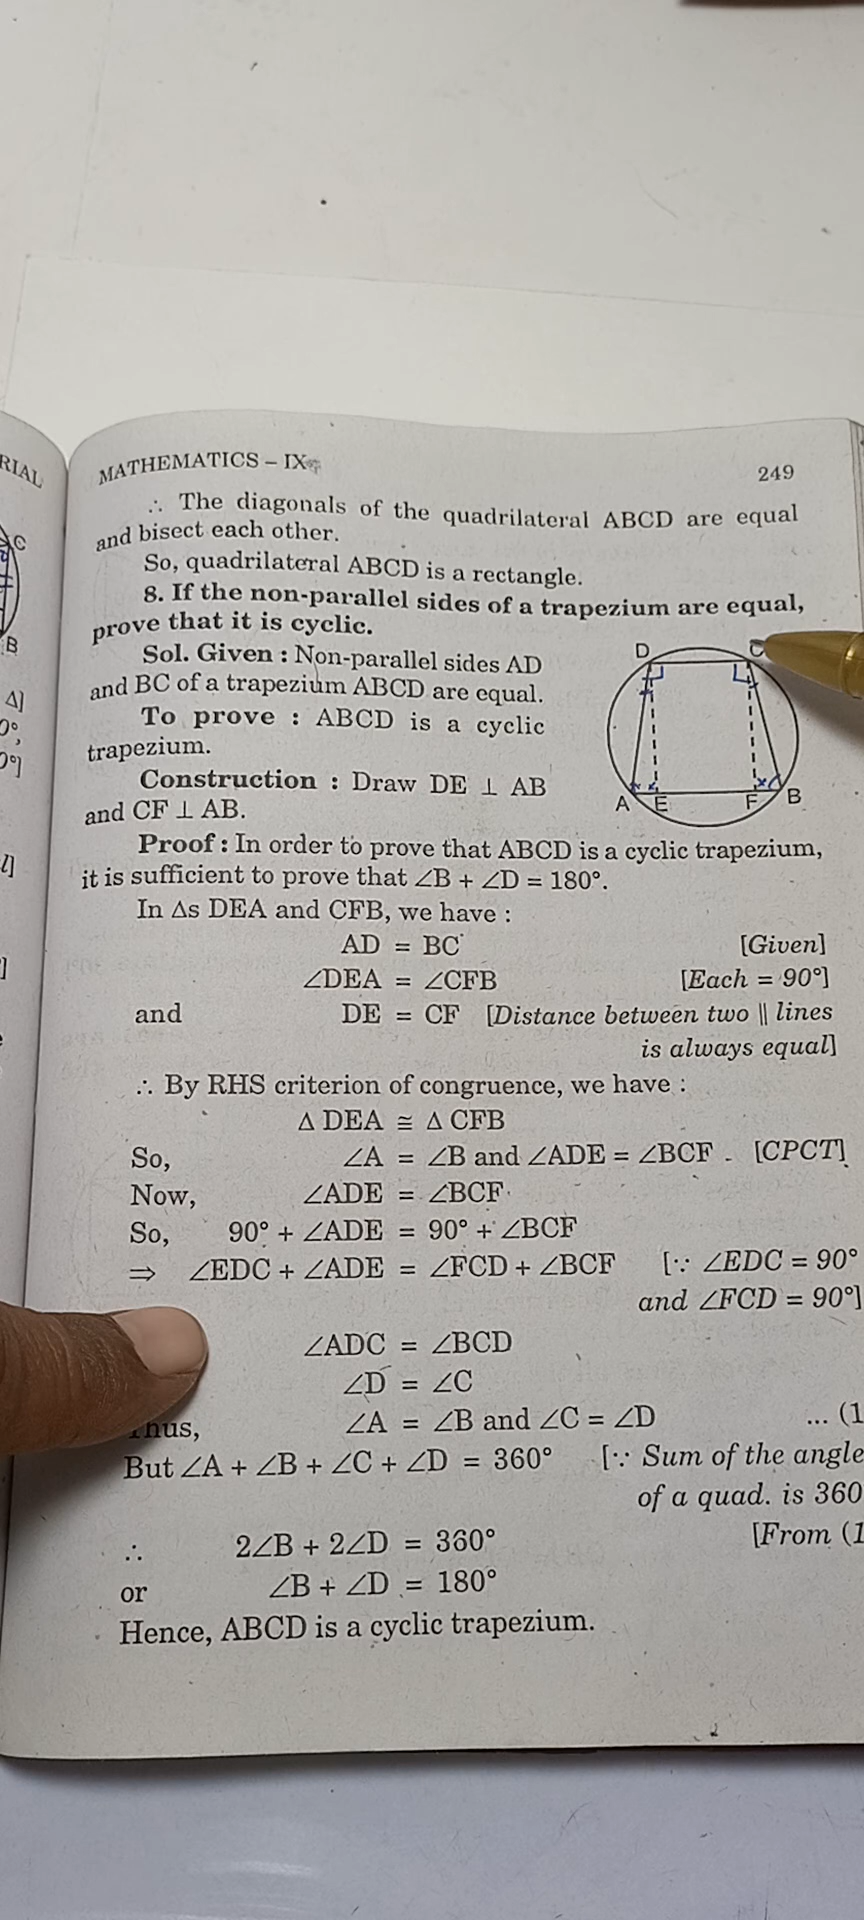 RIAL
C
B
Δ]
0°,
0°]
l]
]
MATHEMATICS – IX
249
∴ The diagonals of the quadrilateral ABCD are equal
and bisect each other.
So, quadrilateral ABCD is a rectangle.
8. If the non-parallel sides of a trapezium are equal,
prove that it is cyclic.
Sol. Given : Non-parallel sides AD
and BC of a trapezium ABCD are equal.
To prove : ABCD is a cyclic
trapezium.
Construction : Draw DE ⊥ AB
and CF ⊥ AB.
D C
A E F B
Proof : In order to prove that ABCD is a cyclic trapezium,
it is sufficient to prove that ∠B + ∠D = 180°.
In Δs DEA and CFB, we have :
AD = BC [Given]
∠DEA = ∠CFB [Each = 90°]
and DE = CF [Distance between two || lines
is always equal]
∴ By RHS criterion of congruence, we have :
Δ DEA ≅ Δ CFB
So, ∠A = ∠B and ∠ADE = ∠BCF [CPCT]
Now, ∠ADE = ∠BCF
So, 90° + ∠ADE = 90° + ∠BCF
⇒ ∠EDC + ∠ADE = ∠FCD + ∠BCF [∵ ∠EDC = 90°
and ∠FCD = 90°]
∠ADC = ∠BCD
∠D = ∠C
Thus, ∠A = ∠B and ∠C = ∠D ... (1
But ∠A + ∠B + ∠C + ∠D = 360° [∵ Sum of the angle
of a quad. is 360
∴ 2∠B + 2∠D = 360° [From (1
or ∠B + ∠D = 180°
Hence, ABCD is a cyclic trapezium.